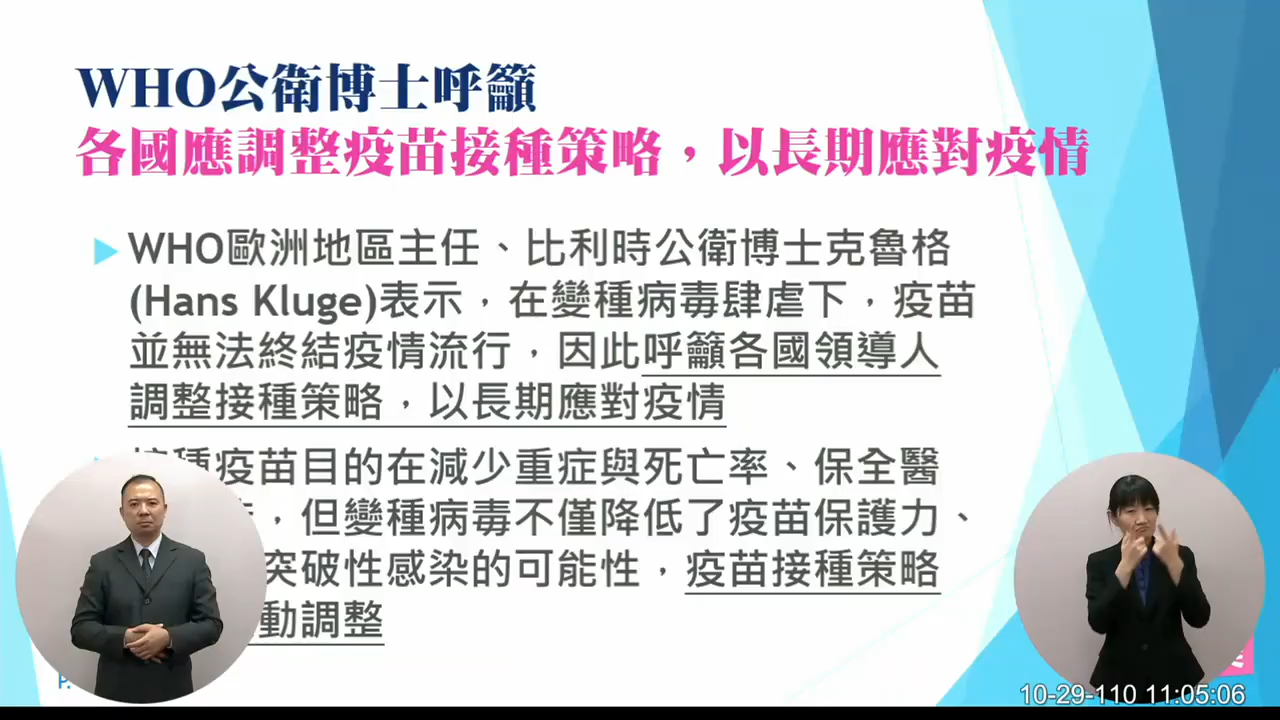 WHO公衛博士呼籲
各國應調整疫苗接種策略，以長期應對疫情
WHO歐洲地區主任、比利時公衛博士克魯格
(Hans Kluge)表示，在變種病毒肆虐下，疫苗
並無法終結疫情流行，因此呼籲各國領導人
調整接種策略，以長期應對疫情
接種疫苗目的在減少重症與死亡率、保全醫
，但變種病毒不僅降低了疫苗保護力、
突破性感染的可能性，疫苗接種策略
動調整
P.
10-29-110 11:05:06